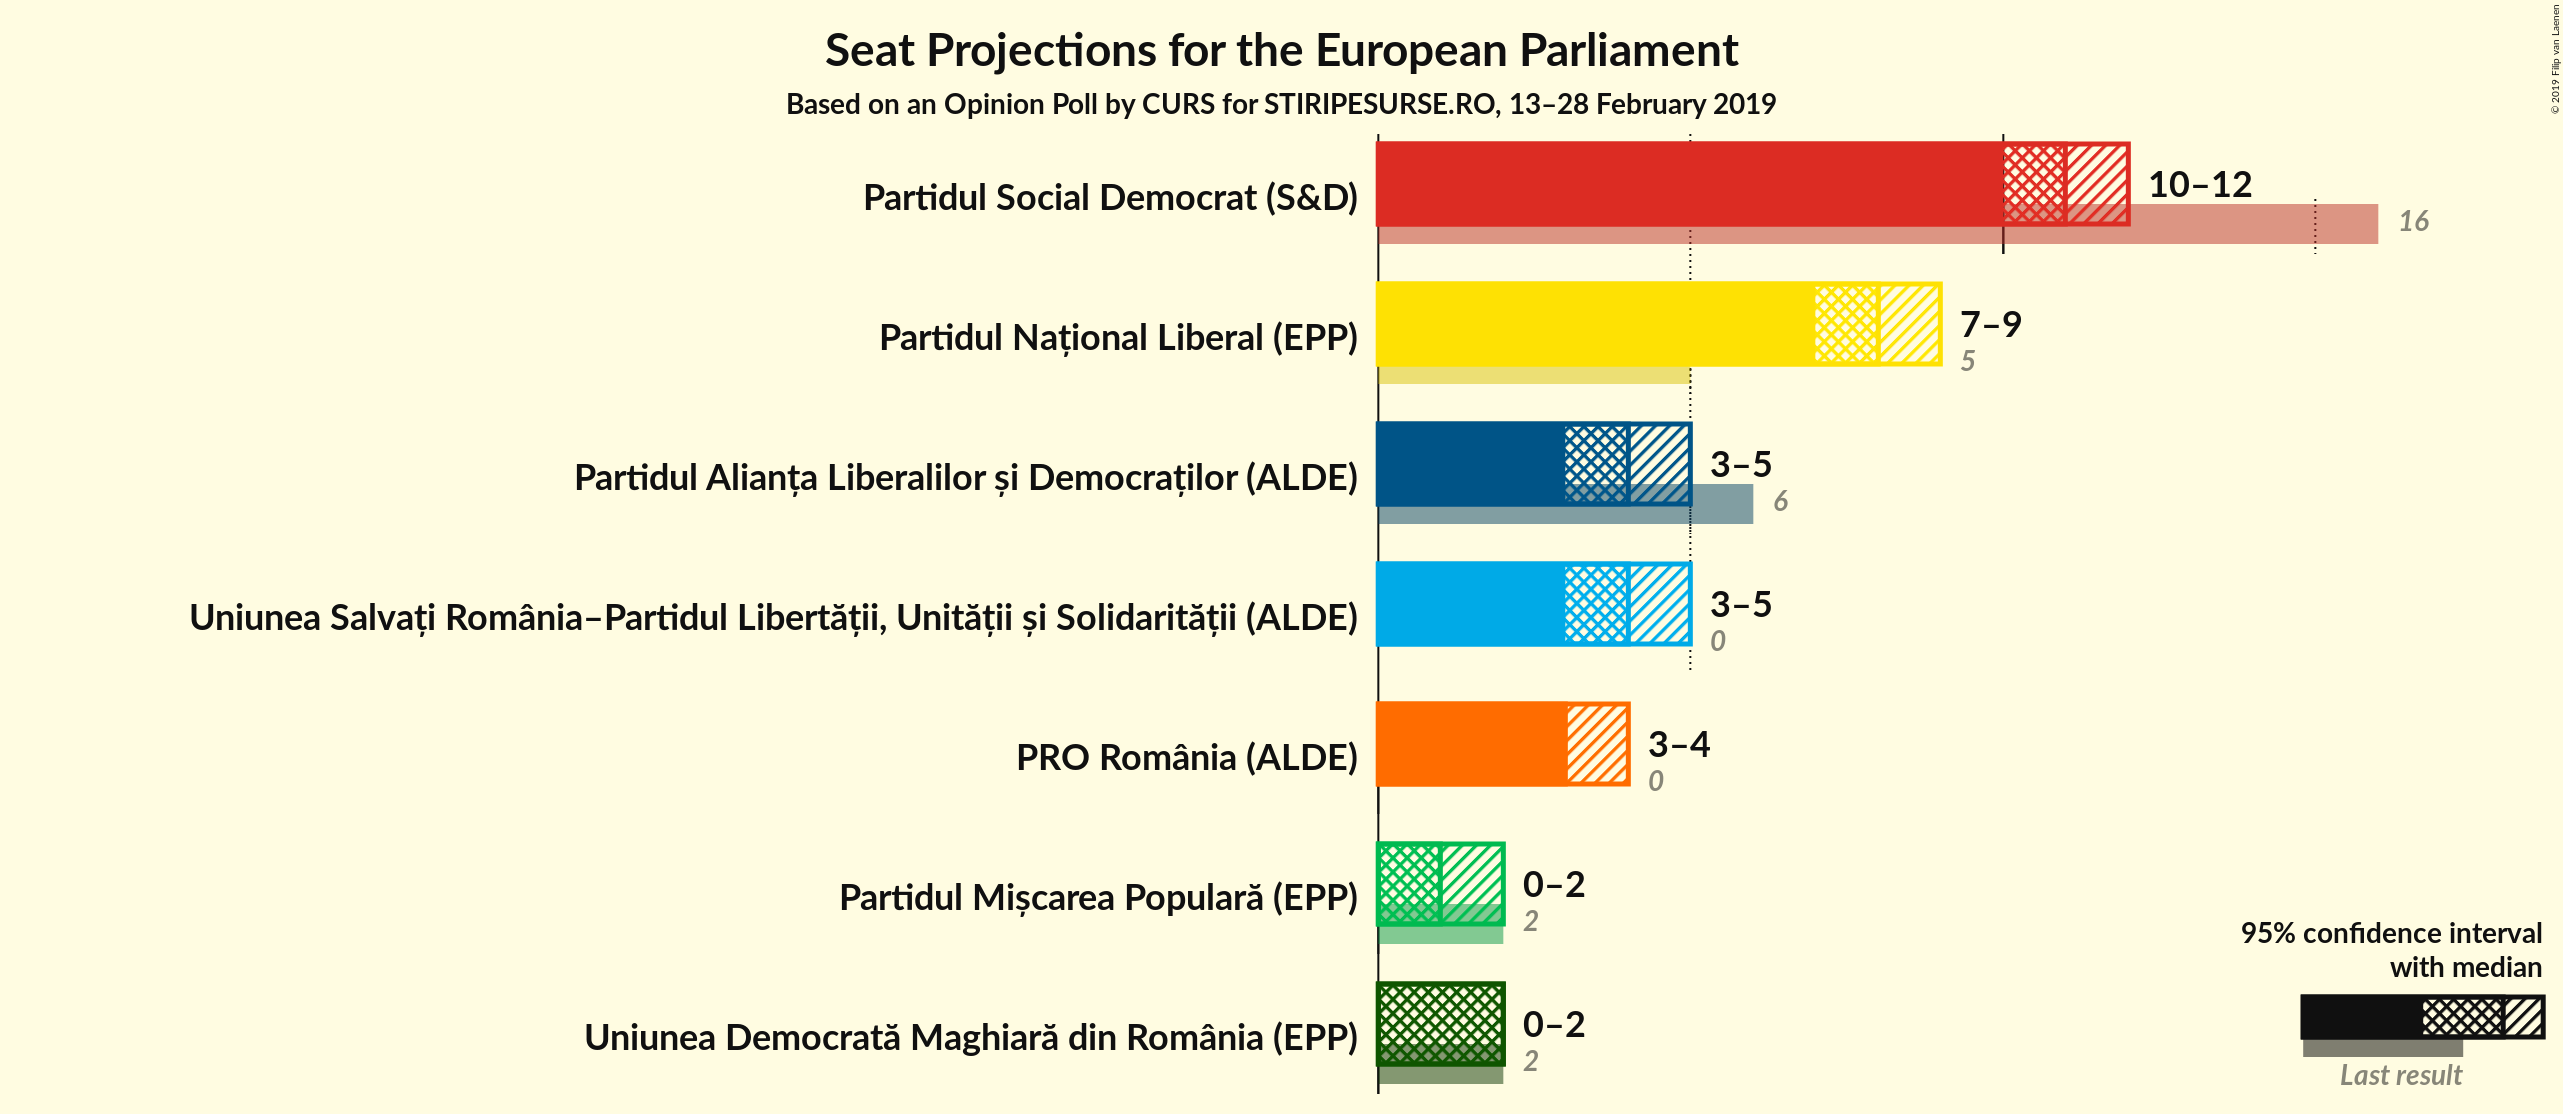 Seat Projections for the European Parliament
Based on an Opinion Poll by CURS for STIRIPESURSE.RO, 13–28 February 2019
© 2019 Filip van Laenen
Partidul Social Democrat (S&D)
10–12
16
Partidul Național Liberal (EPP)
7–9
5
Partidul Alianța Liberalilor și Democraților (ALDE)
3–5
6
Uniunea Salvați România–Partidul Libertății, Unității și Solidarității (ALDE)
3–5
0
PRO România (ALDE)
3–4
0
Partidul Mișcarea Populară (EPP)
0–2
2
Uniunea Democrată Maghiară din România (EPP)
0–2
2
95% confidence interval
with median
Last result